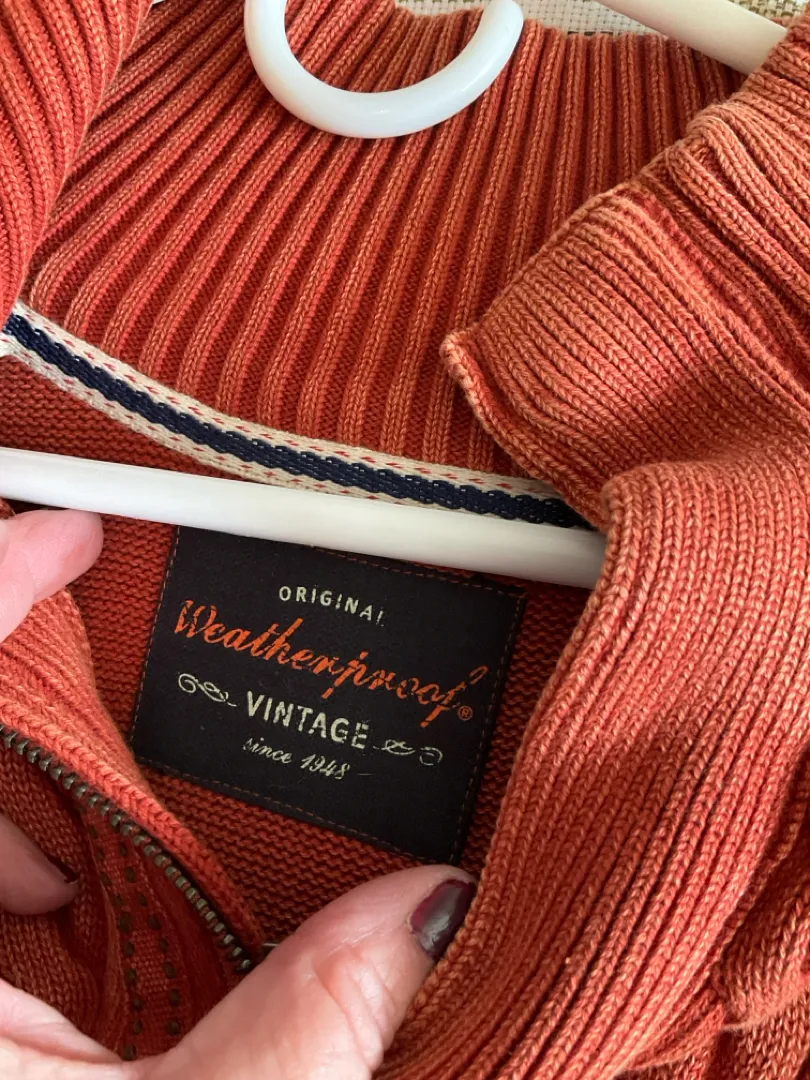 ORIGINAL
Weatherproof®
VINTAGE
since 1948